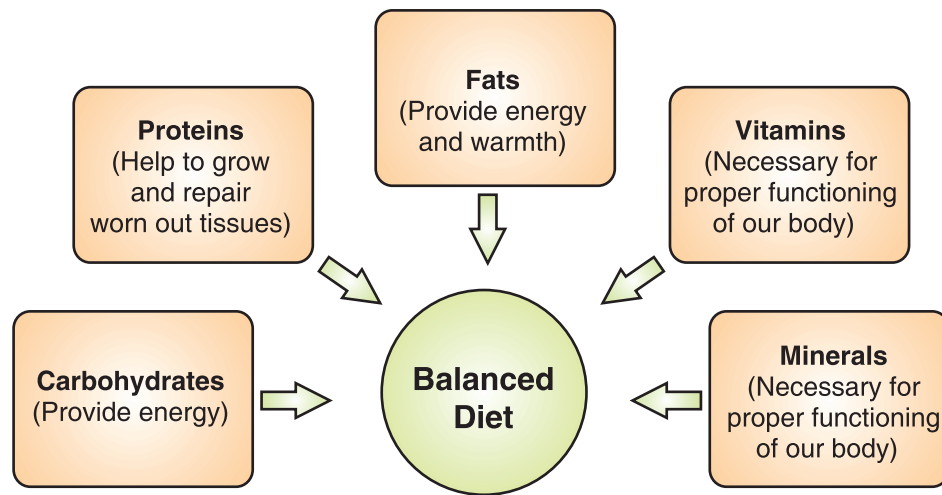 Fats
(Provide energy
and warmth)
Proteins
(Help to grow
and repair
worn out tissues)
Vitamins
(Necessary for
proper functioning
of our body)
Carbohydrates
(Provide energy)
Balanced
Diet
Minerals
(Necessary for
proper functioning
of our body)